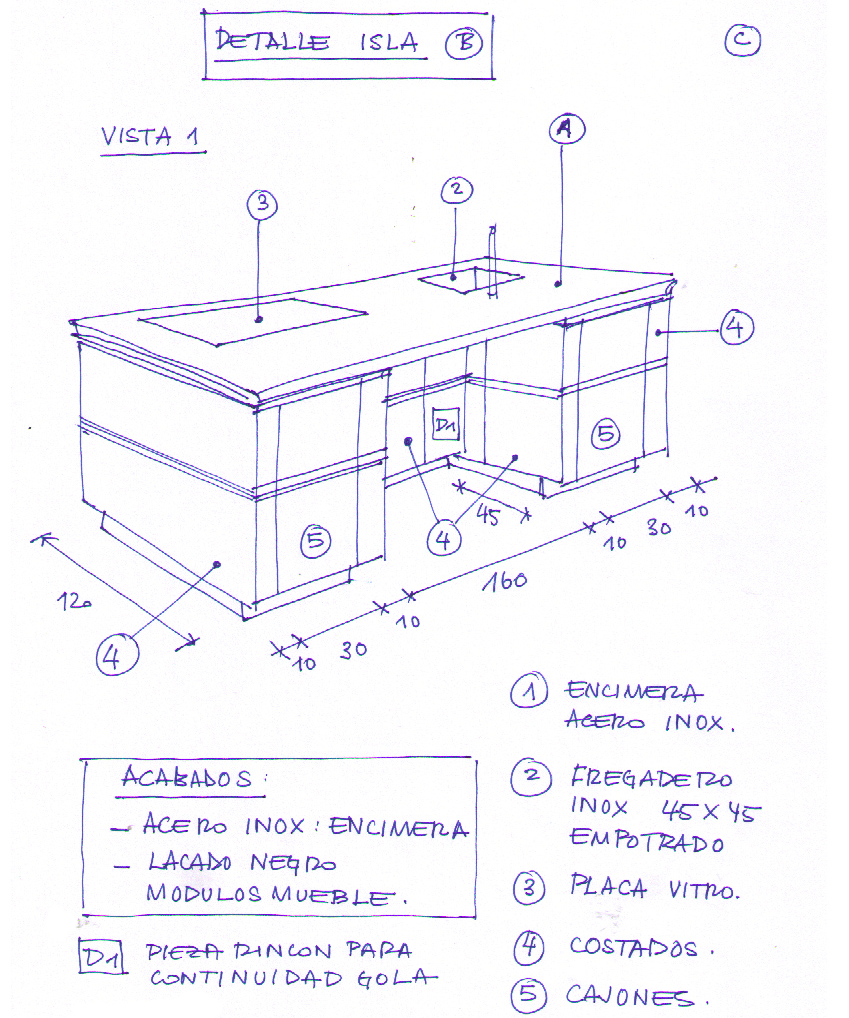 DETALLE ISLA B
C
VISTA 1
A
2
3
4
D1
5
5
45
4
10
30
10
160
10
30
10
120
4
1 ENCIMERA
ACERO INOX.
2 FREGADERO
INOX 45X45
EMPOTRADO
3 PLACA VITRO.
4 COSTADOS.
5 CAJONES.
ACABADOS:
- ACERO INOX: ENCIMERA
- LACADO NEGRO
MODULOS MUEBLE.
D1 PIEZA RINCON PARA
CONTINUIDAD GOLA